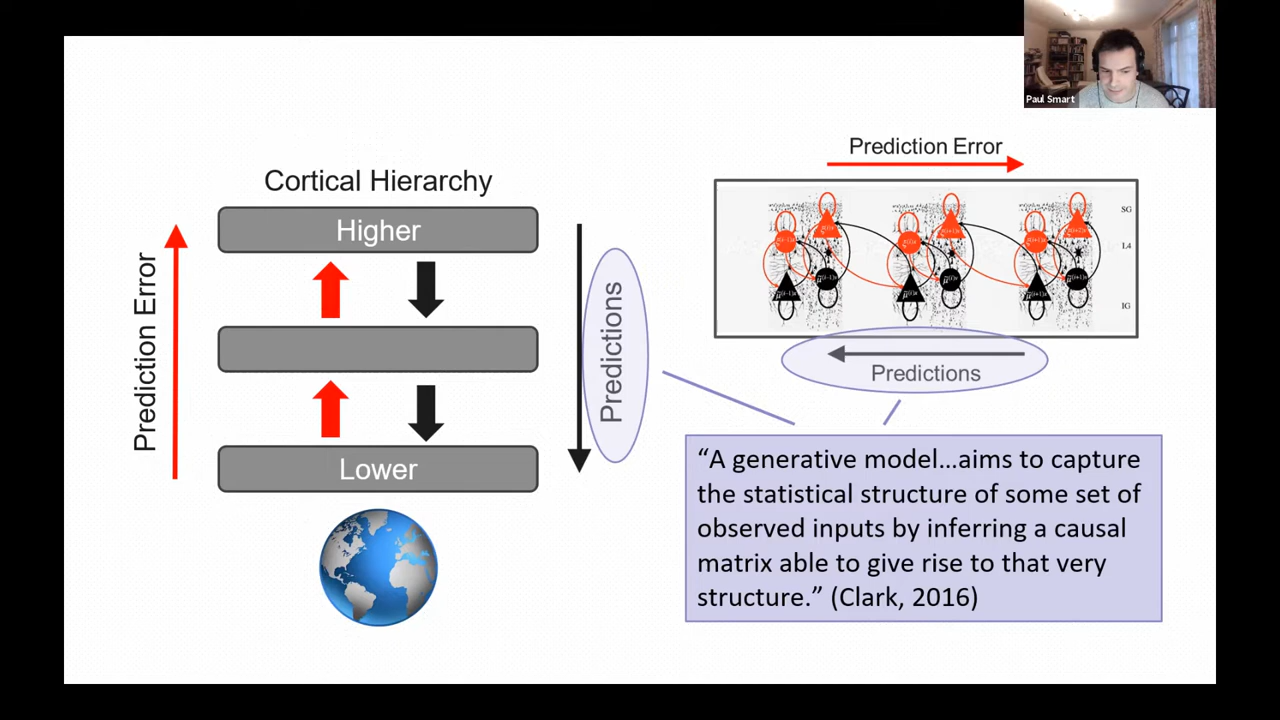 Paul Smart
Prediction Error
Cortical Hierarchy
Higher
Lower
Prediction Error
Predictions
SG
L4
IG
Predictions
“A generative model...aims to capture
the statistical structure of some set of
observed inputs by inferring a causal
matrix able to give rise to that very
structure.” (Clark, 2016)